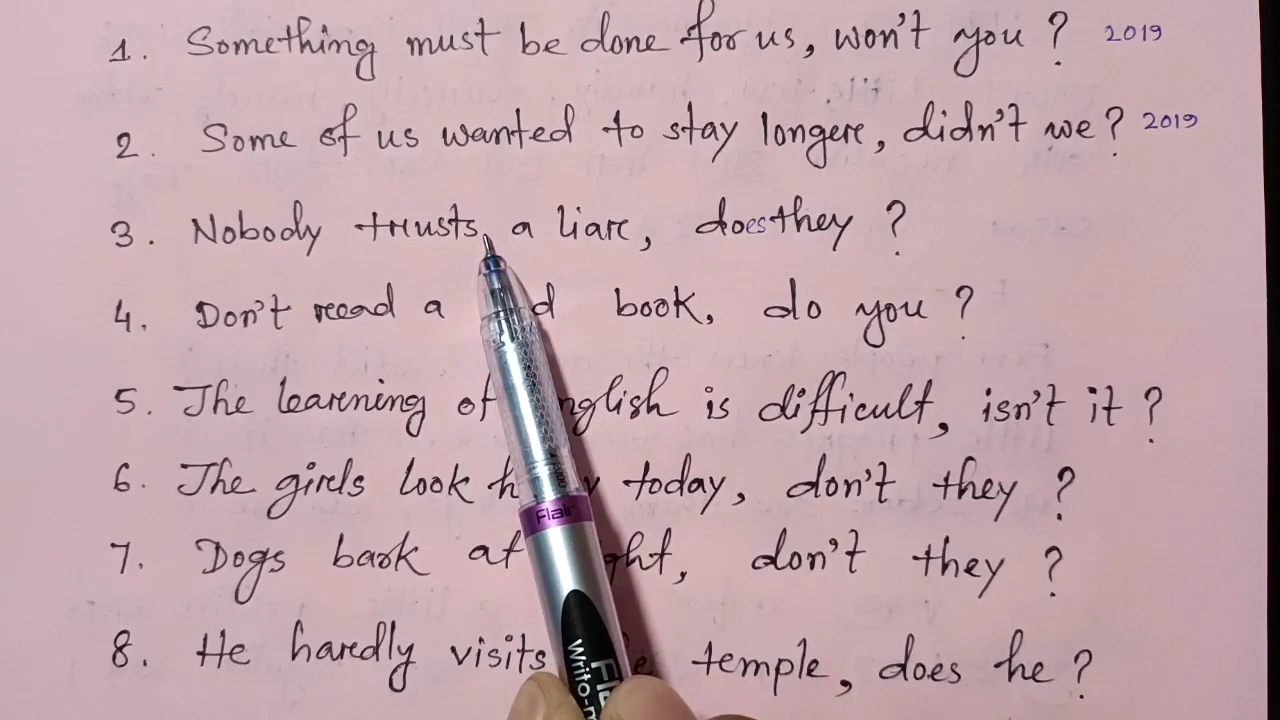 1. Something must be done for us, won't you? 2019
2. Some of us wanted to stay longer, didn't we? 2019
3. Nobody trusts a liar, does they?
4. Don't read a d book, do you?
5. The learning of nglish is difficult, isn't it?
6. The girls look h y today, don't they?
7. Dogs bark at ght, don't they?
8. He hardly visits e temple, does he?
Flair
Writo-m